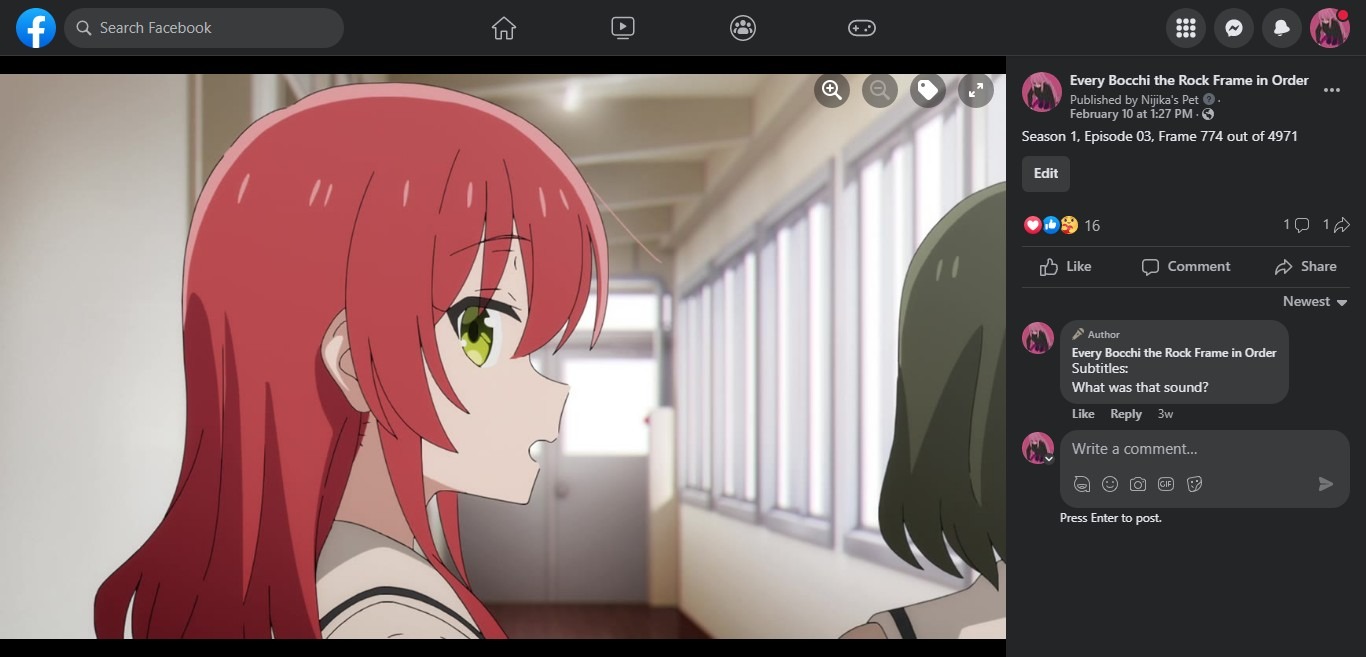 Search Facebook
Every Bocchi the Rock Frame in Order
Published by Nijika's Pet ·
February 10 at 1:27 PM ·
Season 1, Episode 03, Frame 774 out of 4971
Edit
16
1
1
Like
Comment
Share
Newest
Author
Every Bocchi the Rock Frame in Order
Subtitles:
What was that sound?
Like Reply 3w
Write a comment...
GIF
Press Enter to post.